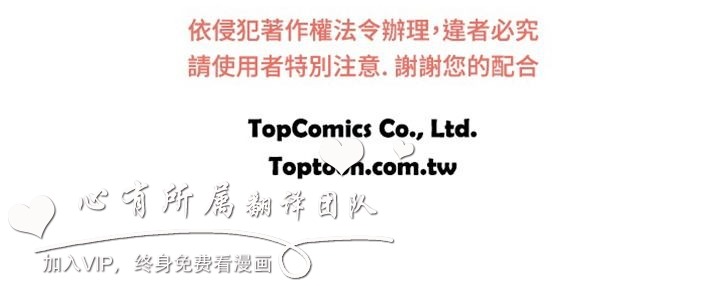 依侵犯著作權法令辦理，違者必究
請使用者特別注意. 謝謝您的配合
TopComics Co., Ltd.
Toptoon.com.tw
心有所属翻译团队
加入VIP，终身免费看漫画